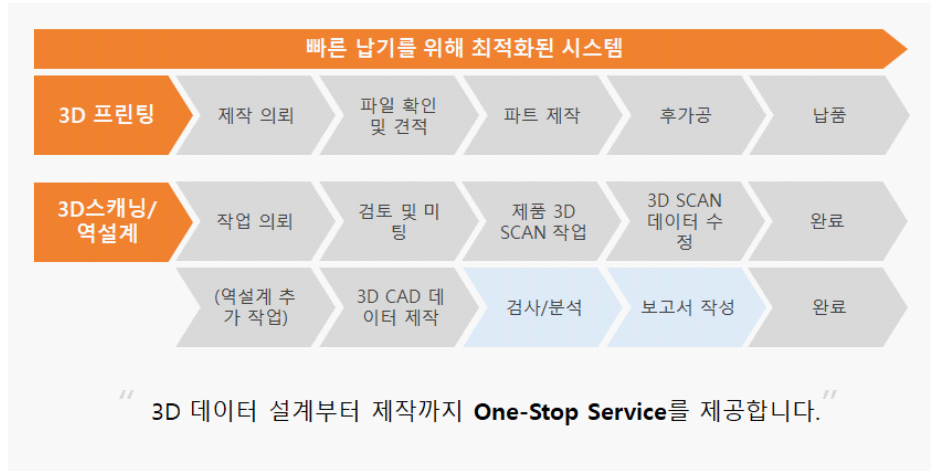 빠른 납기를 위해 최적화된 시스템
3D 프린팅
제작 의뢰
파일 확인
및 견적
파트 제작
후가공
납품
3D스캐닝/
역설계
작업 의뢰
검토 및 미
팅
제품 3D
SCAN 작업
3D SCAN
데이터 수
정
완료
(역설계 추
가 작업)
3D CAD 데
이터 제작
검사/분석
보고서 작성
완료
“ 3D 데이터 설계부터 제작까지 One-Stop Service를 제공합니다.”